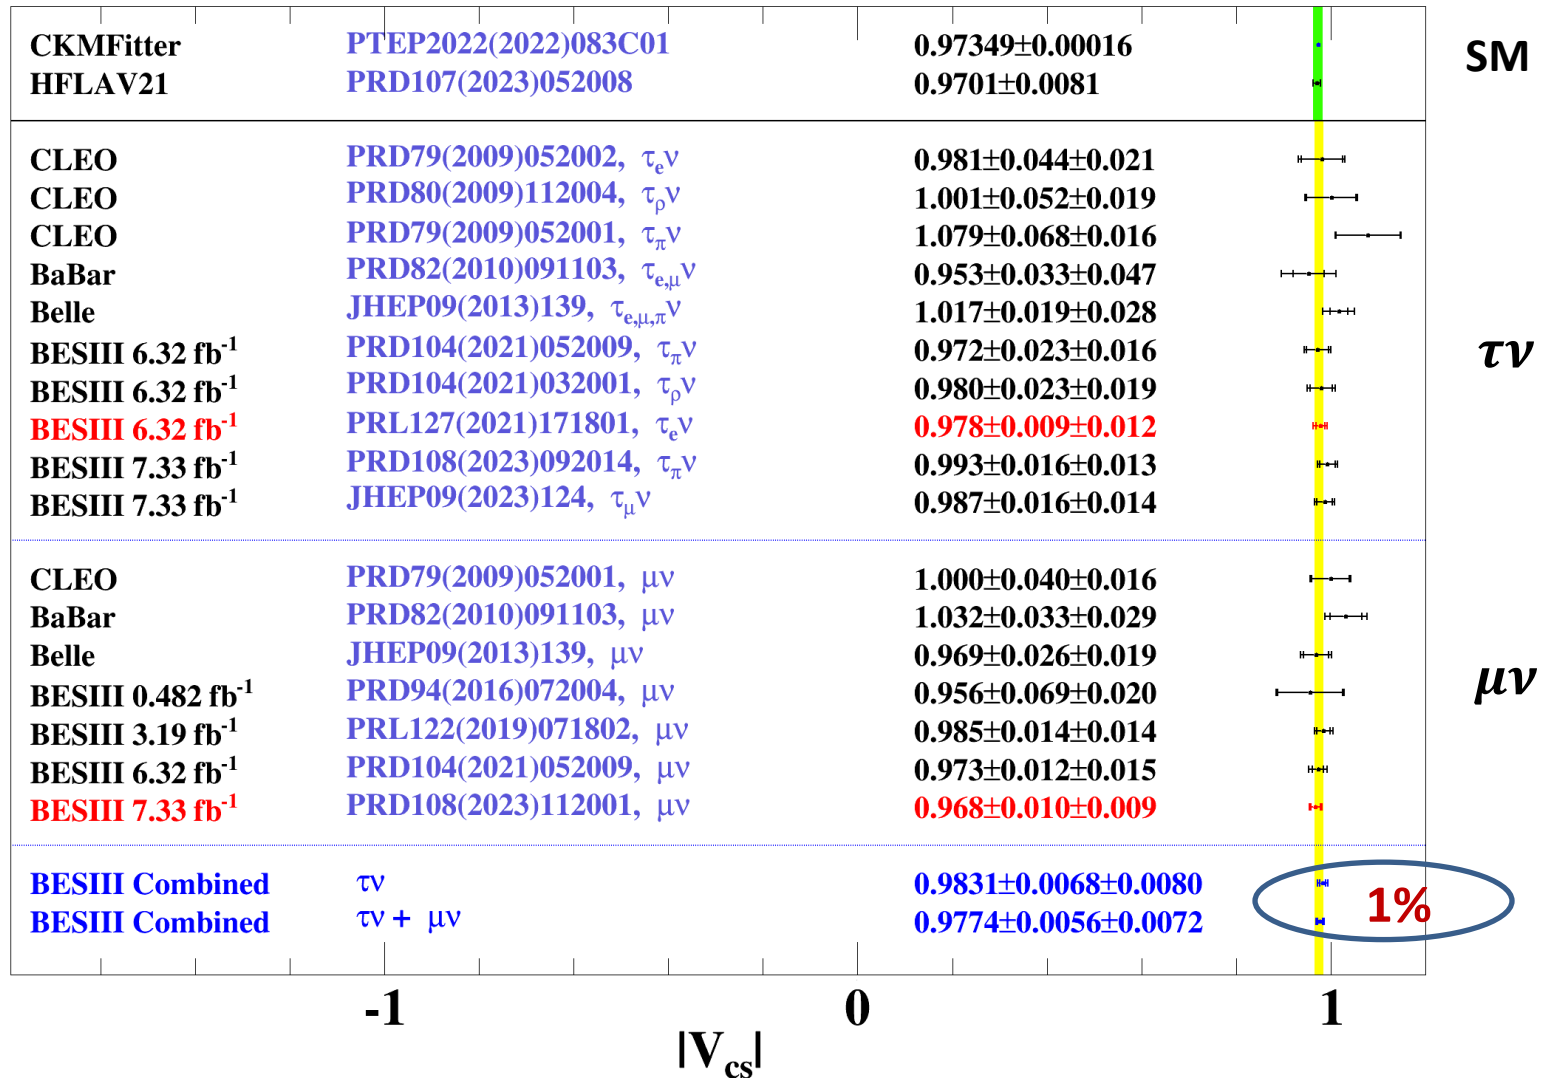 CKMFitter PTEP2022(2022)083C01 0.97349±0.00016 SM
HFLAV21 PRD107(2023)052008 0.9701±0.0081
CLEO PRD79(2009)052002, τ_eν 0.981±0.044±0.021
CLEO PRD80(2009)112004, τ_ρν 1.001±0.052±0.019
CLEO PRD79(2009)052001, τ_πν 1.079±0.068±0.016
BaBar PRD82(2010)091103, τ_e,μν 0.953±0.033±0.047
Belle JHEP09(2013)139, τ_e,μ,πν 1.017±0.019±0.028
BESIII 6.32 fb⁻¹ PRD104(2021)052009, τ_πν 0.972±0.023±0.016 τν
BESIII 6.32 fb⁻¹ PRD104(2021)032001, τ_ρν 0.980±0.023±0.019
BESIII 6.32 fb⁻¹ PRL127(2021)171801, τ_eν 0.978±0.009±0.012
BESIII 7.33 fb⁻¹ PRD108(2023)092014, τ_πν 0.993±0.016±0.013
BESIII 7.33 fb⁻¹ JHEP09(2023)124, τ_μν 0.987±0.016±0.014
CLEO PRD79(2009)052001, μν 1.000±0.040±0.016
BaBar PRD82(2010)091103, μν 1.032±0.033±0.029
Belle JHEP09(2013)139, μν 0.969±0.026±0.019
BESIII 0.482 fb⁻¹ PRD94(2016)072004, μν 0.956±0.069±0.020 μν
BESIII 3.19 fb⁻¹ PRL122(2019)071802, μν 0.985±0.014±0.014
BESIII 6.32 fb⁻¹ PRD104(2021)052009, μν 0.973±0.012±0.015
BESIII 7.33 fb⁻¹ PRD108(2023)112001, μν 0.968±0.010±0.009
BESIII Combined τν 0.9831±0.0068±0.0080
BESIII Combined τν + μν 0.9774±0.0056±0.0072
1%
-1 0 1
|V_cs|